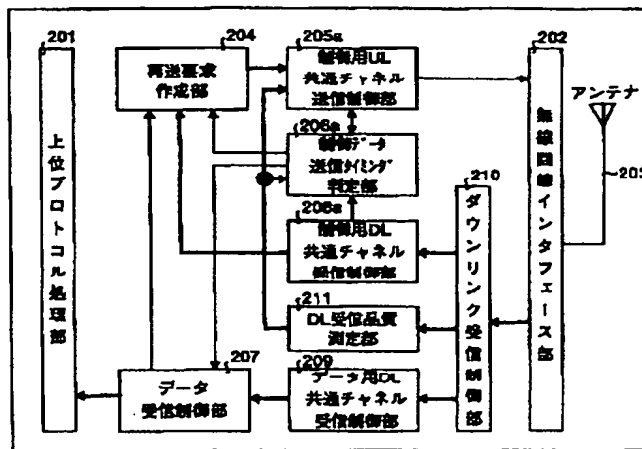 201
上位プロトコル処理部
204
再送要求
作成部
205a
制御用UL
共通チャネル
送信制御部
206a
制御データ
送信タイミング
判定部
208a
制御用DL
共通チャネル
受信制御部
211
DL受信品質
測定部
207
データ
受信制御部
209
データ用DL
共通チャネル
受信制御部
210
ダウンリンク受信制御部
202
無線回線インタフェース部
アンテナ
203